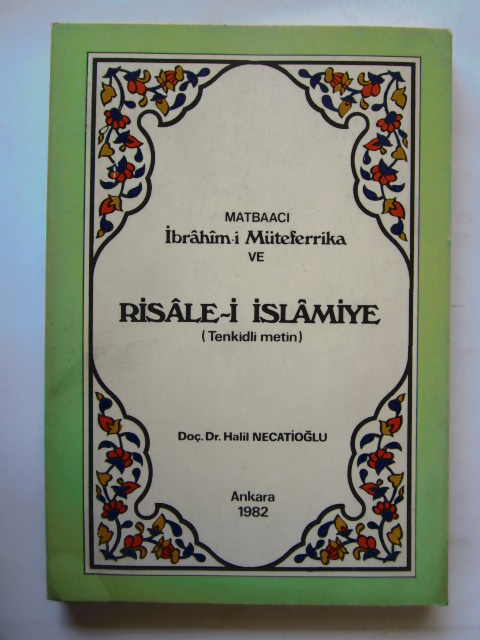 MATBAACI
İbrâhîm-i Müteferrika
VE
RİSÂLE-İ İSLÂMİYE
(Tenkidli metin)
Doç. Dr. Halil NECATİOĞLU
Ankara
1982